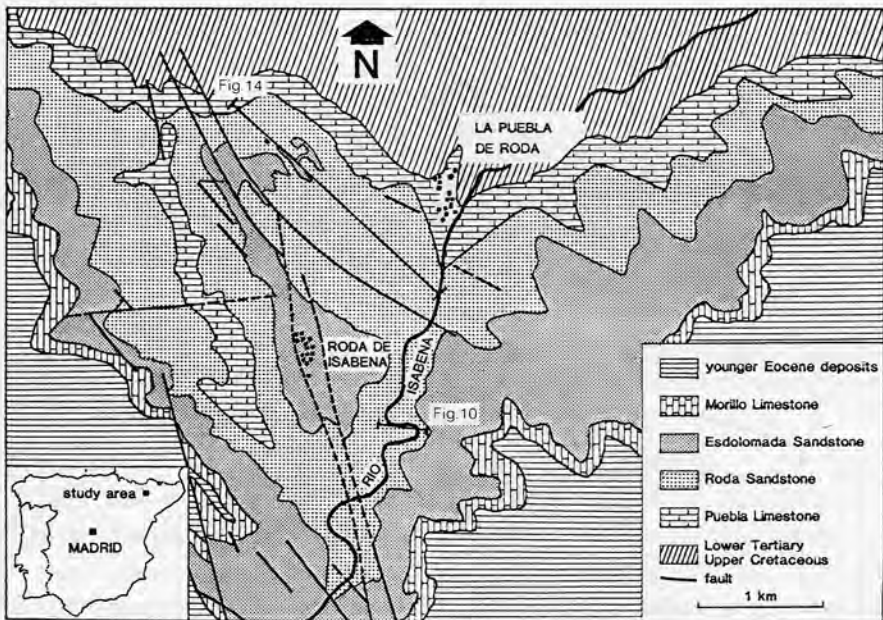 Fig.14
N
LA PUEBLA
DE RODA
RODA DE
ISABENA
RIO
ISABENA
Fig.10
younger Eocene deposits
Morillo Limestone
Esdolomada Sandstone
Roda Sandstone
Puebla Limestone
Lower Tertiary
Upper Cretaceous
fault
1 km
study area
MADRID